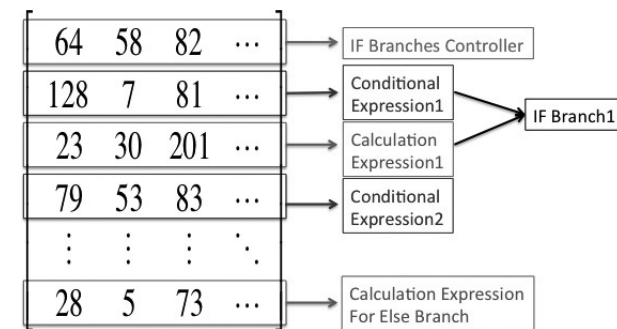 64 58 82 ⋯ IF Branches Controller
128 7 81 ⋯ Conditional
Expression1
IF Branch1
23 30 201 ⋯ Calculation
Expression1
79 53 83 ⋯ Conditional
Expression2
⋮ ⋮ ⋮ ⋱
28 5 73 ⋯ Calculation Expression
For Else Branch